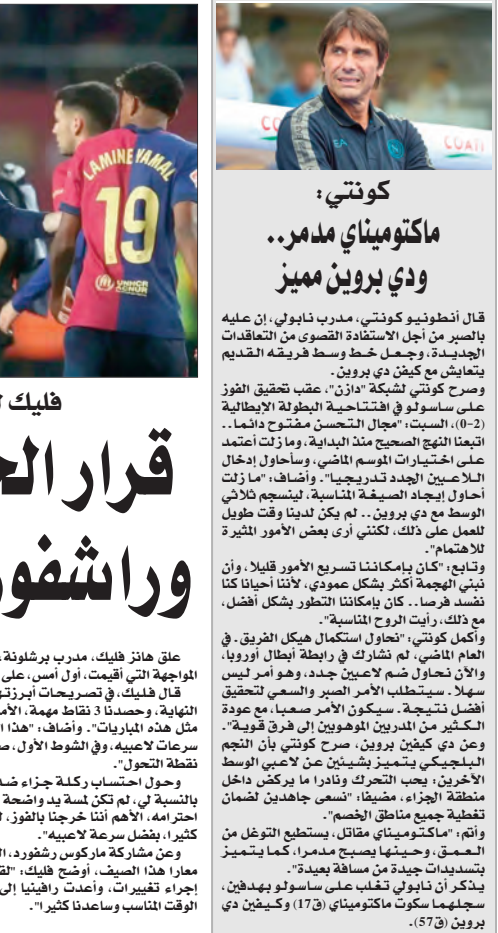 كونتي:
ماكتوميناي مدمر..
ودي بروين مميز
قال أنطونيو كونتي، مدرب نابولي، إن عليه
بالصبر من أجل الاستفادة القصوى من التعاقدات
الجديدة، وجعل خط وسط فريقه القديم
يتعايش مع كيفن دي بروين.
وصرح كونتي لشبكة "دازن"، عقب تحقيق الفوز
على ساسولو في افتتاحية البطولة الإيطالية
(2-0)، السبت: "مجال التحسن مفتوح دائما..
اتبعنا النهج الصحيح منذ البداية، وما زلت أعتمد
على اختيارات الموسم الماضي، وسأحاول إدخال
اللاعبين الجدد تدريجيا". وأضاف: "ما زلت
أحاول إيجاد الصيغة المناسبة، لينسجم ثلاثي
الوسط مع دي بروين.. لم يكن لدينا وقت طويل
للعمل على ذلك، لكنني أرى بعض الأمور المثيرة
للاهتمام".
وتابع: "كان بإمكاننا تسريع الأمور قليلا، وأن
نبني الهجمة أكثر بشكل عمودي، لأننا أحيانا كنا
نفسد فرصا.. كان بإمكاننا التطور بشكل أفضل،
مع ذلك، رأيت الروح المناسبة".
وأكمل كونتي: "نحاول استكمال هيكل الفريق. في
العام الماضي، لم نشارك في رابطة أبطال أوروبا،
والآن نحاول ضم لاعبين جدد، وهو أمر ليس
سهلا. سيتطلب الأمر الصبر والسعي لتحقيق
أفضل نتيجة. سيكون الأمر صعبا، مع عودة
الكثير من المدربين الموهوبين إلى فرق قوية".
وعن دي كيفين بروين، صرح كونتي بأن النجم
البلجيكي يتميز بشيئين عن لاعبي الوسط
الآخرين: يحب التحرك ونادرا ما يركض داخل
منطقة الجزاء، مضيفا: "نسعى جاهدين لضمان
تغطية جميع مناطق الخصم".
وأتم: "ماكتوميناي مقاتل، يستطيع التوغل من
العمق، وحينها يصبح مدمرا، كما يتميز
بتسديدات جيدة من مسافة بعيدة".
يذكر أن نابولي تغلب على ساسولو بهدفين،
سجلهما سكوت ماكتوميناي (ق17) وكيفين دي
بروين (ق57).
COATI
EA
LAMINE YAMAL
19
UNHCR
ACNUR
فليك
قرار الح
وراشفور
علق هانز فليك، مدرب برشلونة،
المواجهة التي أقيمت، أول أمس، على
قال فليك، في تصريحات أبرزته
النهاية، وحصدنا 3 نقاط مهمة، الأم
مثل هذه المباريات". وأضاف: "هذا ا
سرعات لاعبيه، وفي الشوط الأول، ص
نقطة التحول".
وحول احتساب ركلة جزاء ضد
بالنسبة لي، لم تكن لمسة يد واضحة
احترامه، الأهم أننا خرجنا بالفوز، ل
كثيرا، بفضل سرعة لاعبيه".
وعن مشاركة ماركوس رشفورد، ال
معارا هذا الصيف، أوضح فليك: "لقد
إجراء تغييرات، وأعدت رافينيا إلى
الوقت المناسب وساعدنا كثيرا".